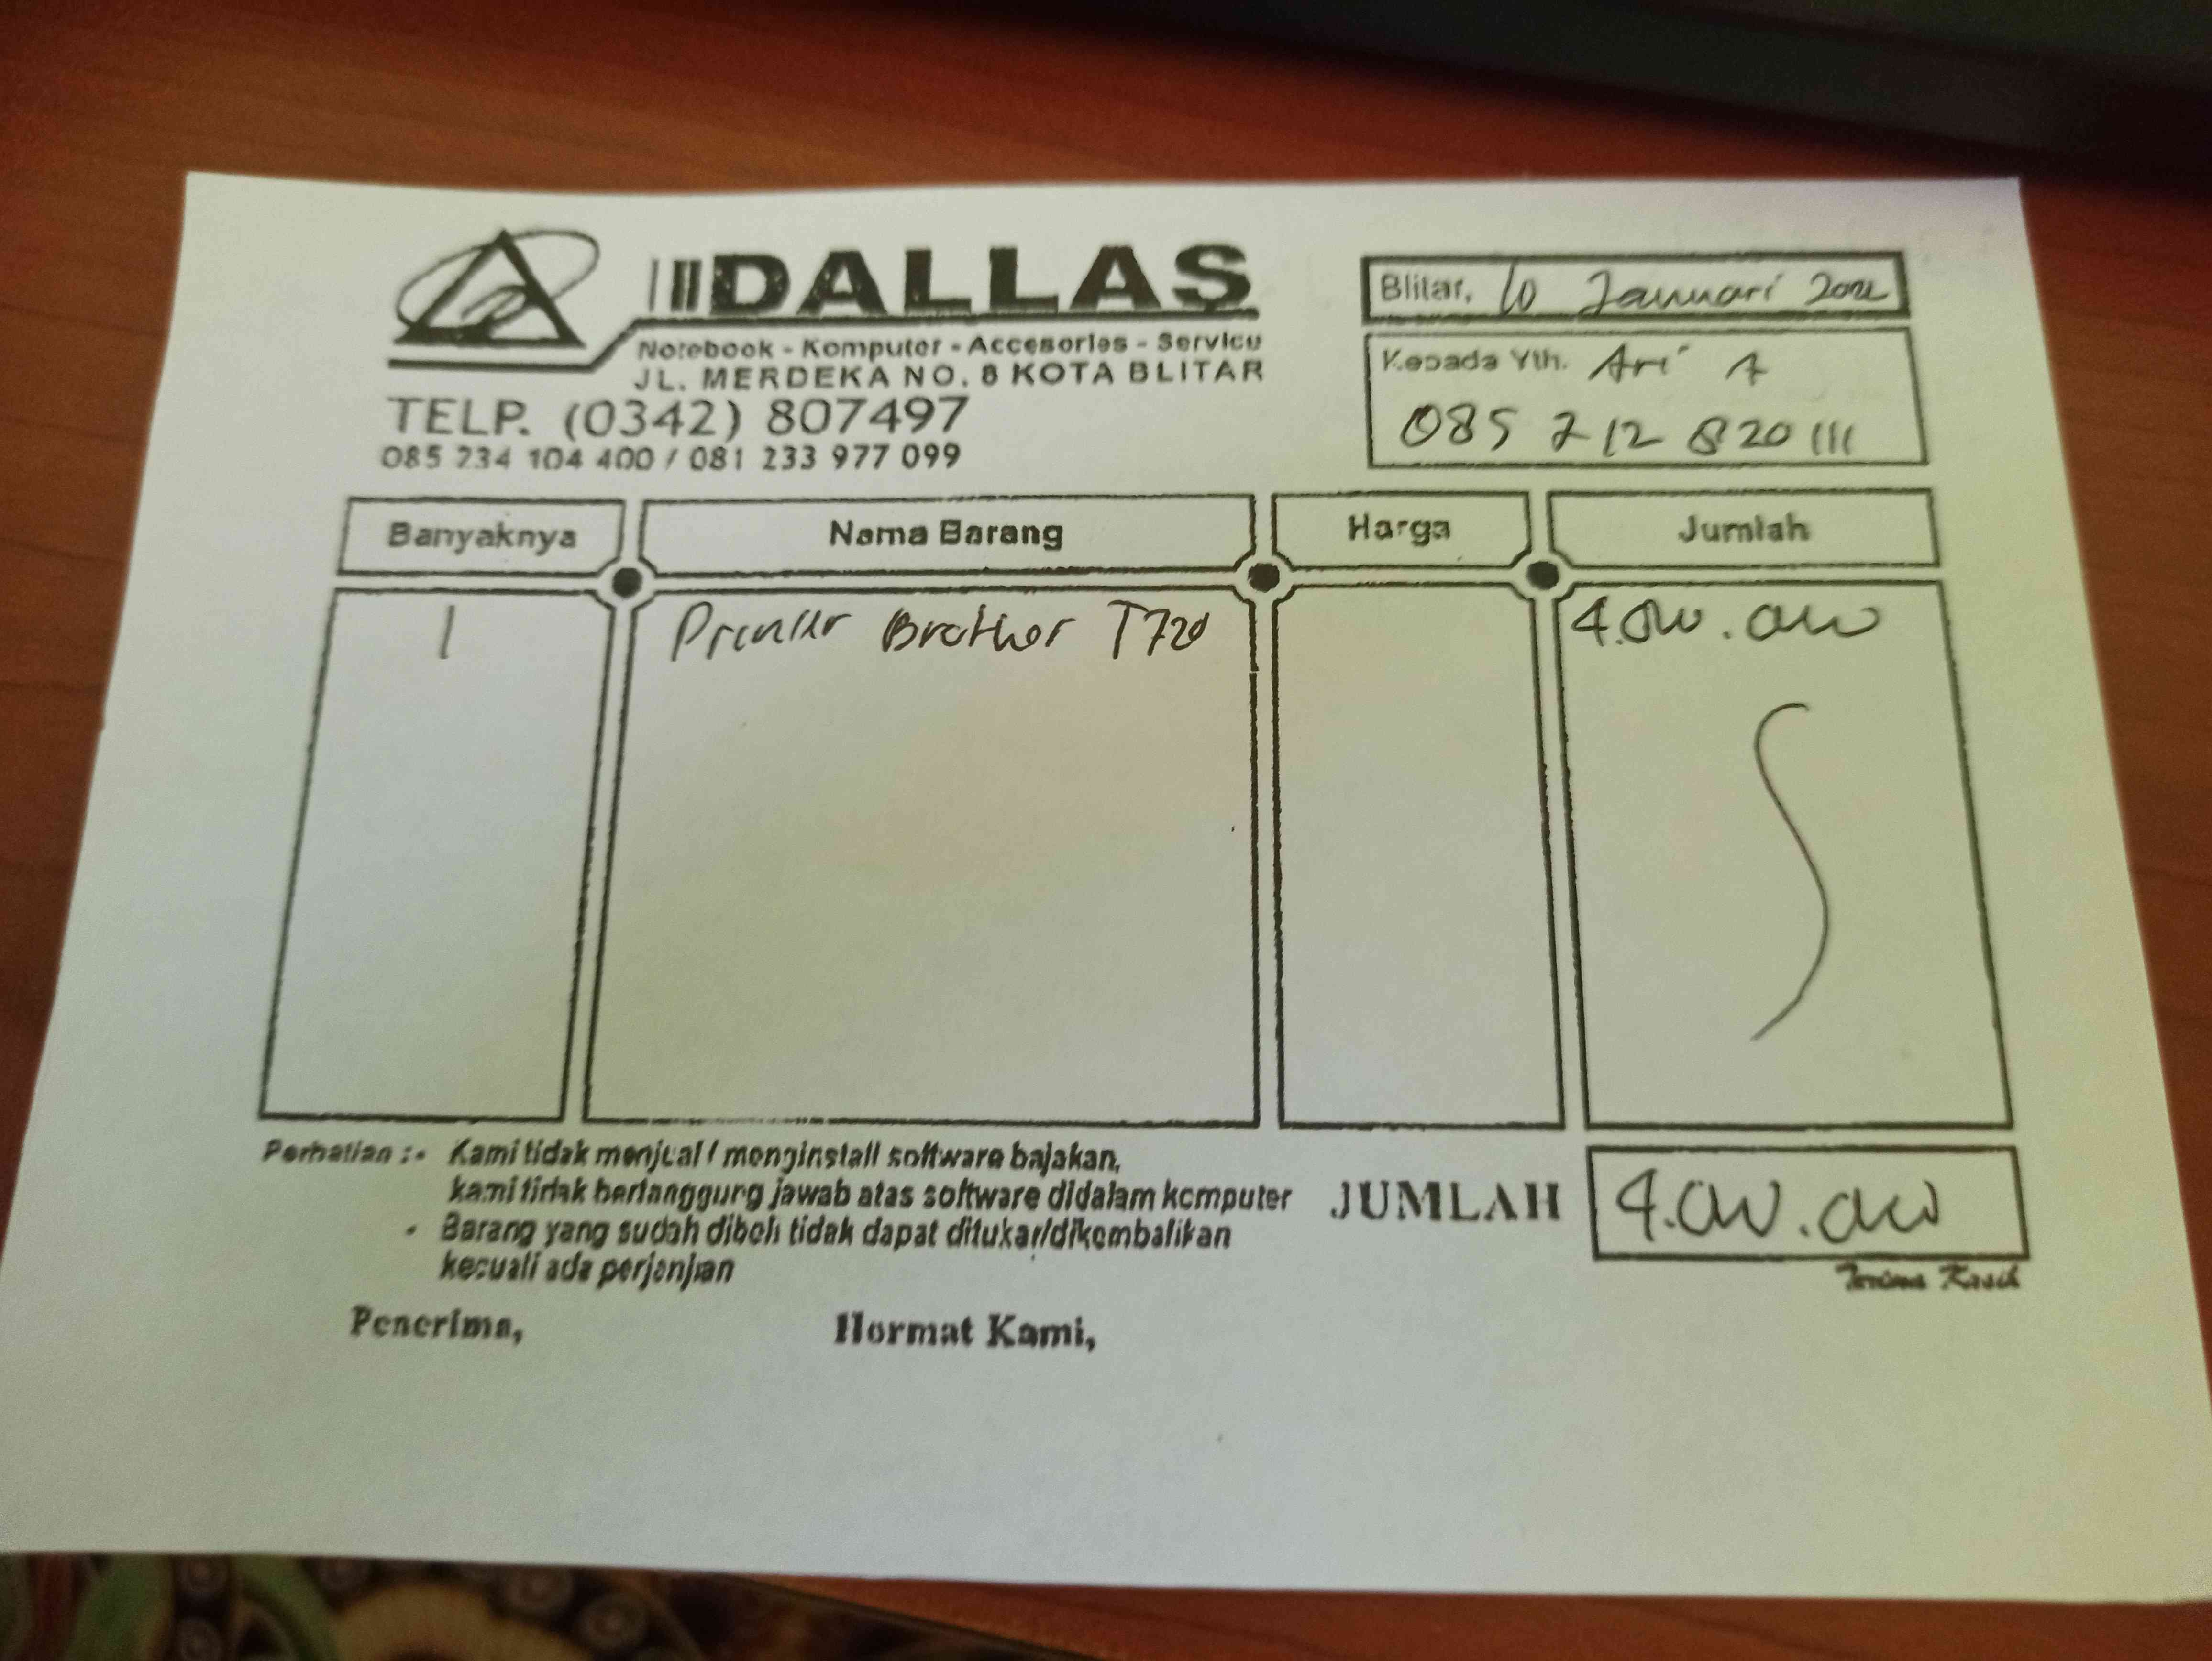 DALLAS
Notebook - Komputer - Accesories - Service
JL. MERDEKA NO. 8 KOTA BLITAR
TELP. (0342) 807497
085 234 104 400 / 081 233 977 099
Blitar, 10 Januari
Kepada Yth. Ari A
085 712 820 111
Banyaknya Nama Barang Harga Jumlah
1 Printer Brother T720 4.000.000
Perhatian :- Kami tidak menjual / menginstall software bajakan,
kami tidak bertanggung jawab atas software didalam komputer
- Barang yang sudah dibeli tidak dapat ditukar/dikembalikan
kecuali ada perjanjian
JUMLAH 4.000.000
Terima Kasih
Penerima, Hormat Kami,